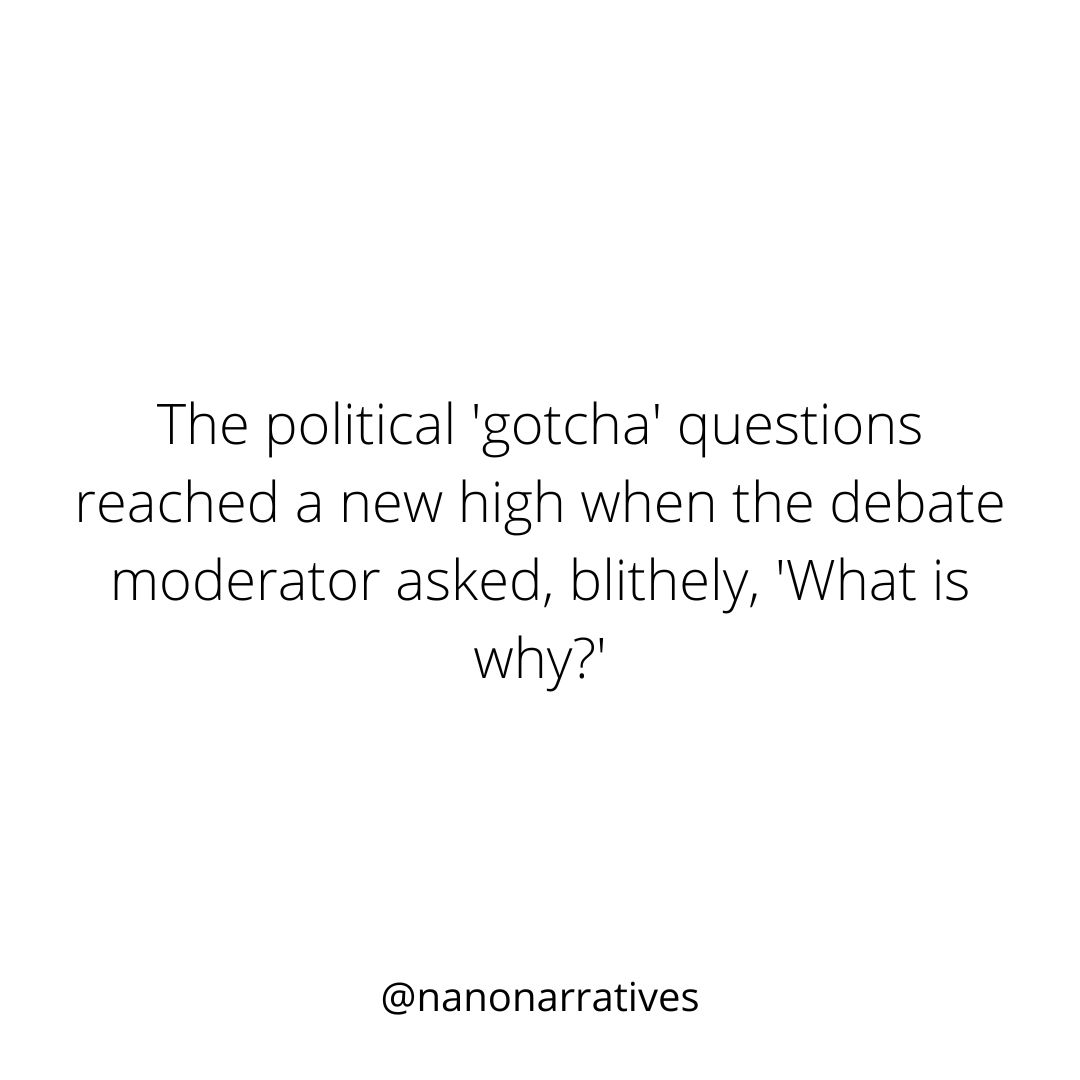 The political 'gotcha' questions
reached a new high when the debate
moderator asked, blithely, 'What is
why?'
@nanonarratives